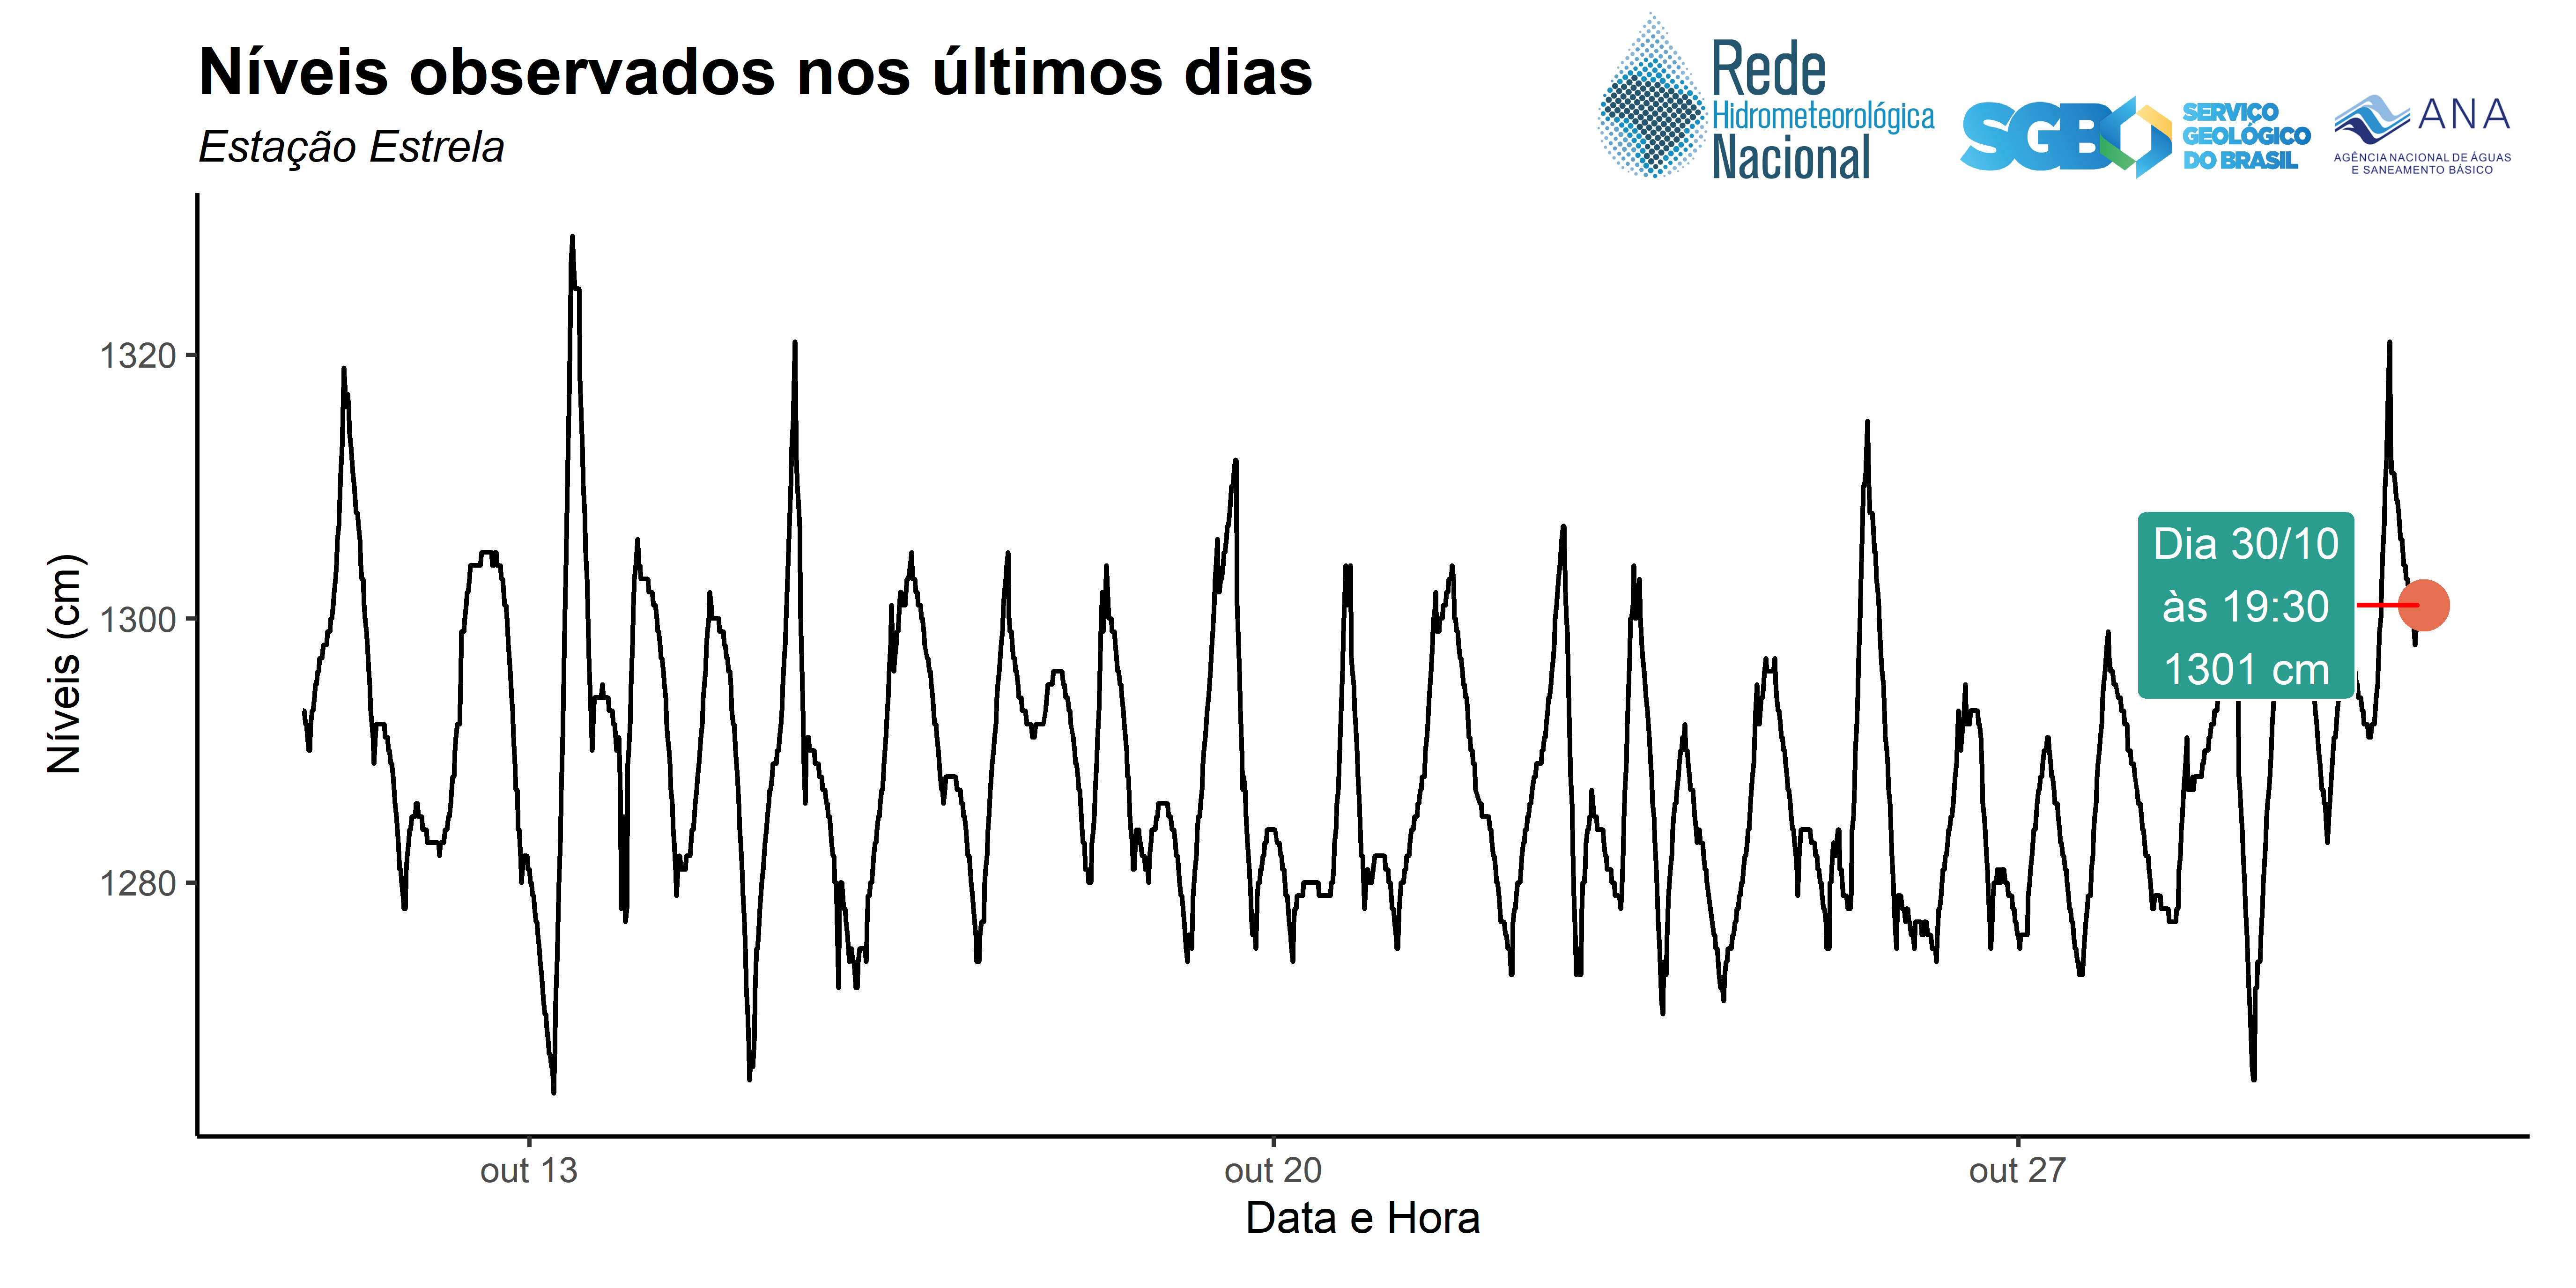 Níveis observados nos últimos dias
Estação Estrela
Rede
Hidrometeorológica
Nacional
SGB
SERVIÇO
GEOLÓGICO
DO BRASIL
ANA
AGÊNCIA NACIONAL DE ÁGUAS
E SANEAMENTO BÁSICO
Níveis (cm)
1320
1300
1280
Dia 30/10
às 19:30
1301 cm
out 13
out 20
out 27
Data e Hora